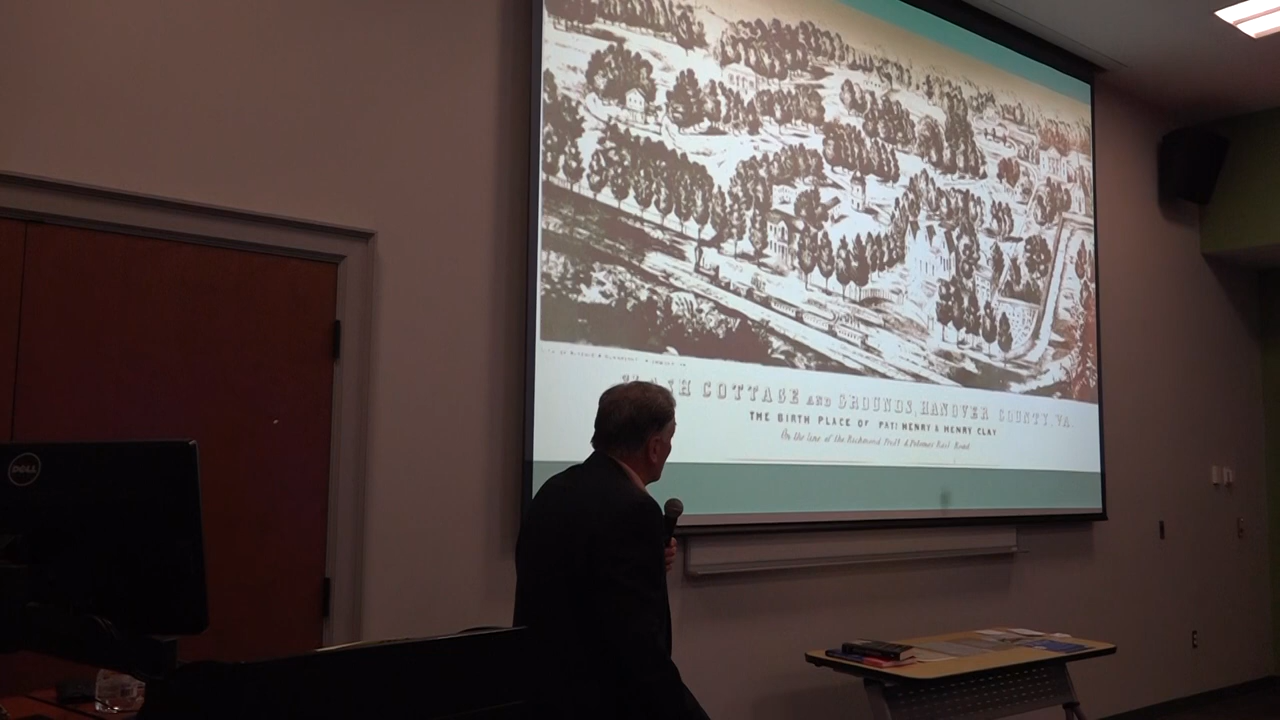 DELL
COTTAGE AND GROUNDS, HANOVER COUNTY, VA.
THE BIRTH PLACE OF PAT: HENRY & HENRY CLAY
On the line of the Richmond Fred'k & Potomac Rail Road